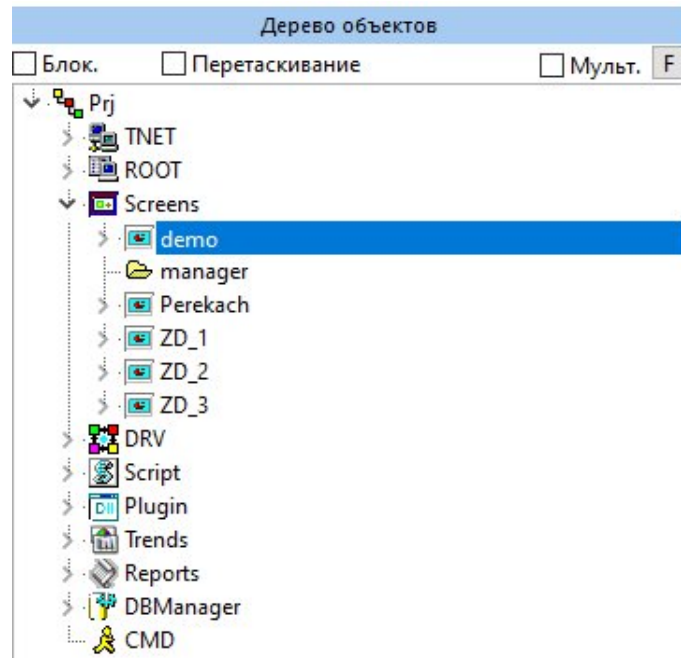 Дерево объектов
Блок. Перетаскивание Мульт. F
Prj
TNET
ROOT
Screens
demo
manager
Perekach
ZD_1
ZD_2
ZD_3
DRV
Script
Plugin
Trends
Reports
DBManager
CMD